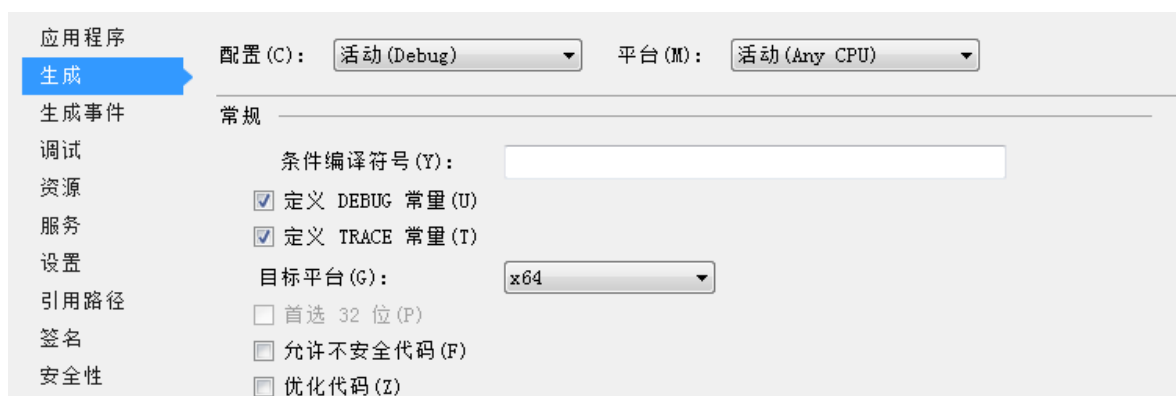 应用程序
生成
生成事件
调试
资源
服务
设置
引用路径
签名
安全性
配置(C): 活动(Debug) 平台(M): 活动(Any CPU)
常规
条件编译符号(Y):
定义 DEBUG 常量(U)
定义 TRACE 常量(T)
目标平台(G): x64
首选 32 位(P)
允许不安全代码(F)
优化代码(Z)